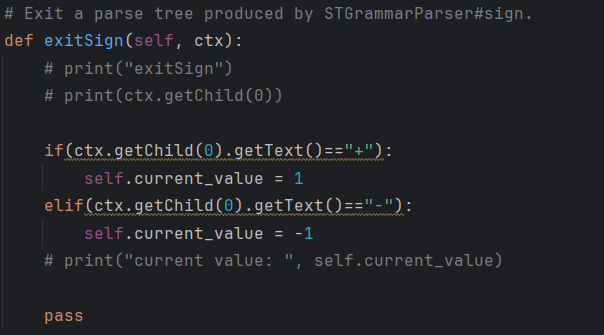 # Exit a parse tree produced by STGrammarParser#sign.
def exitSign(self, ctx):
    # print("exitSign")
    # print(ctx.getChild(0))
    if(ctx.getChild(0).getText()=="+"):
        self.current_value = 1
    elif(ctx.getChild(0).getText()=="-"):
        self.current_value = -1
    # print("current value: ", self.current_value)
    pass